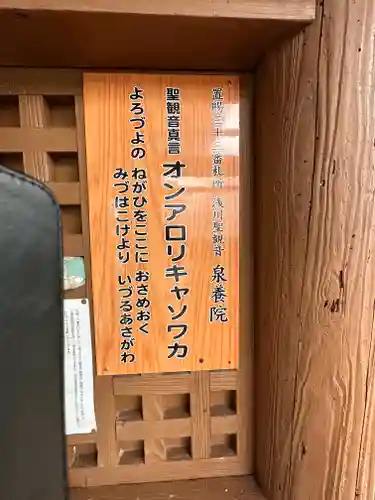 置賜三十三番札所 浅川聖観音 泉養院
聖観音真言 オンアロリキャソワカ
よろづよの ねがひをここに おさめおく
みづはこけより いづるあさがわ